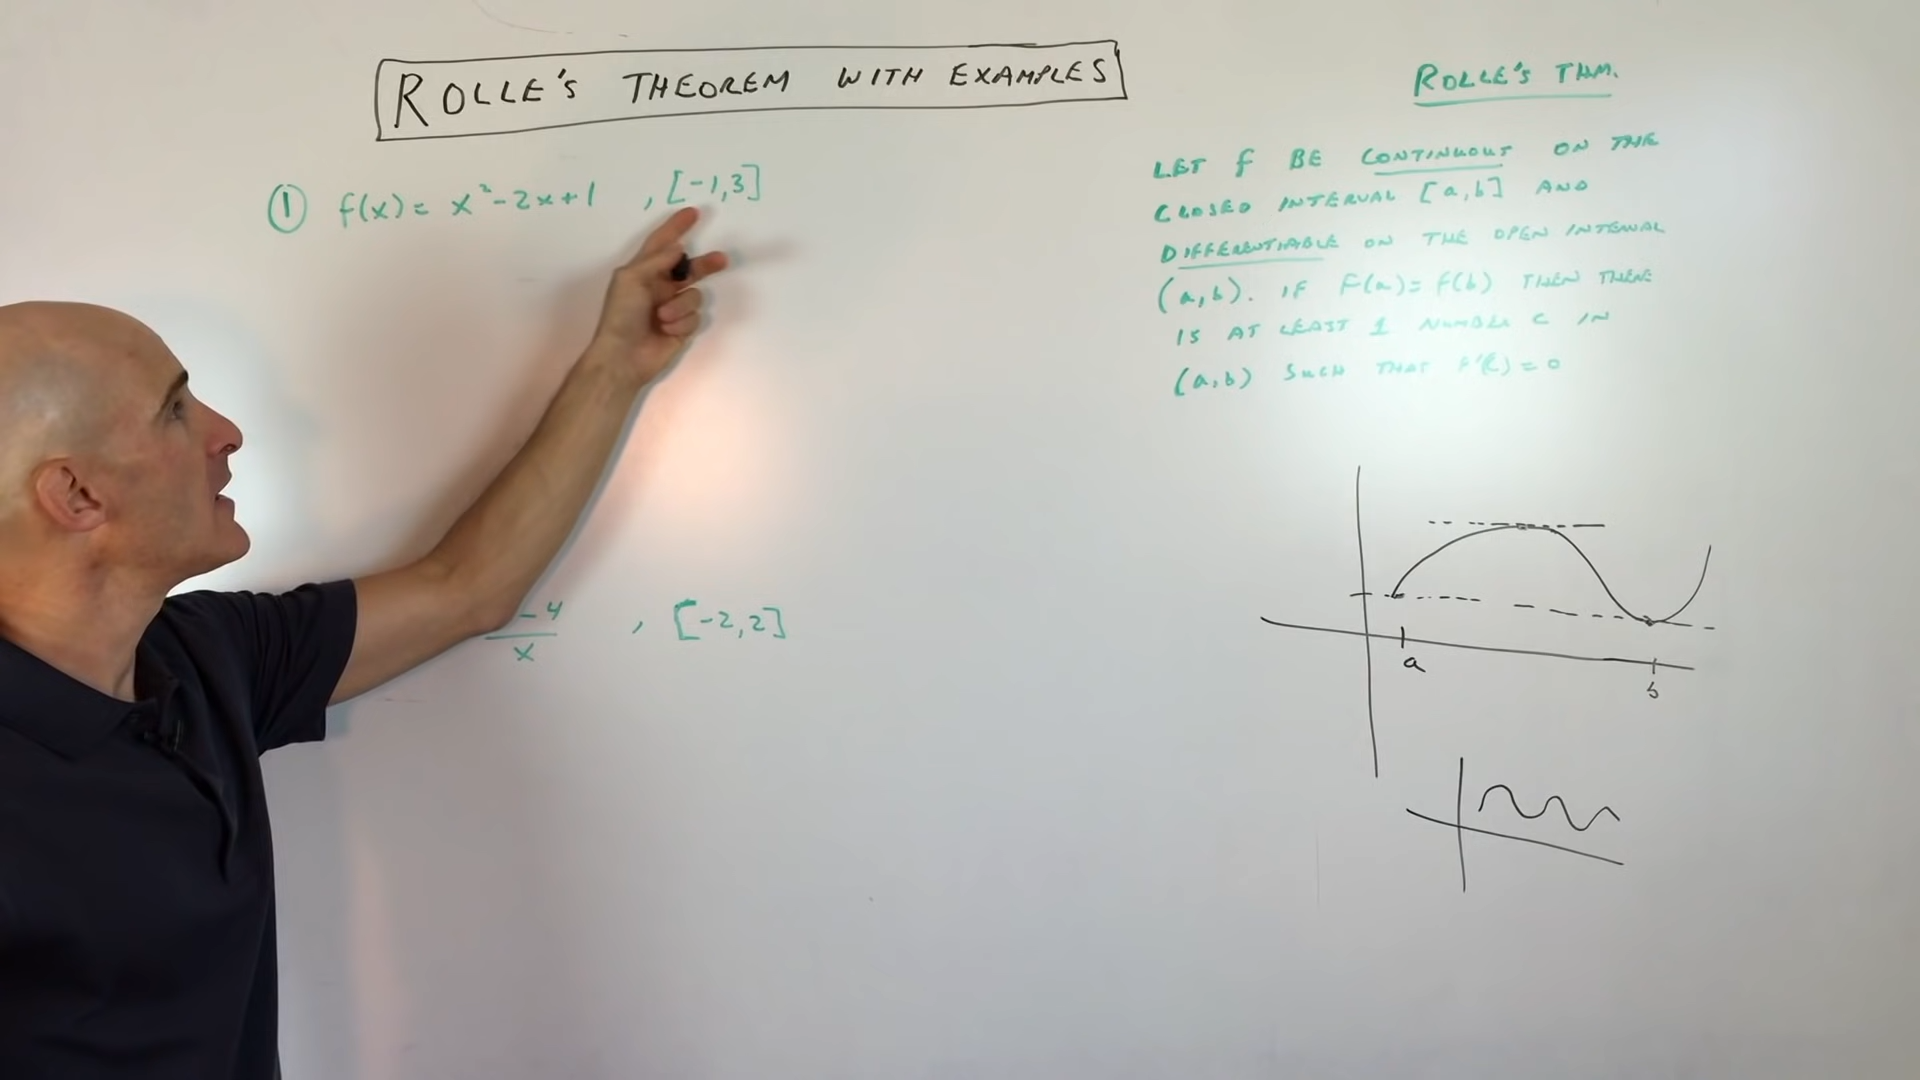 ROLLE'S THEOREM WITH EXAMPLES
① f(x) = x²-2x+1 , [-1,3]
-4
x
, [-2,2]
ROLLE'S THM.
LET f BE CONTINUOUS ON THE
CLOSED INTERVAL [a,b] AND
DIFFERENTIABLE ON THE OPEN INTERVAL
(a,b). IF F(a)= f(b) THEN THERE
IS AT LEAST 1 NUMBER C IN
(a,b) SUCH THAT f'(c) = 0
a
b